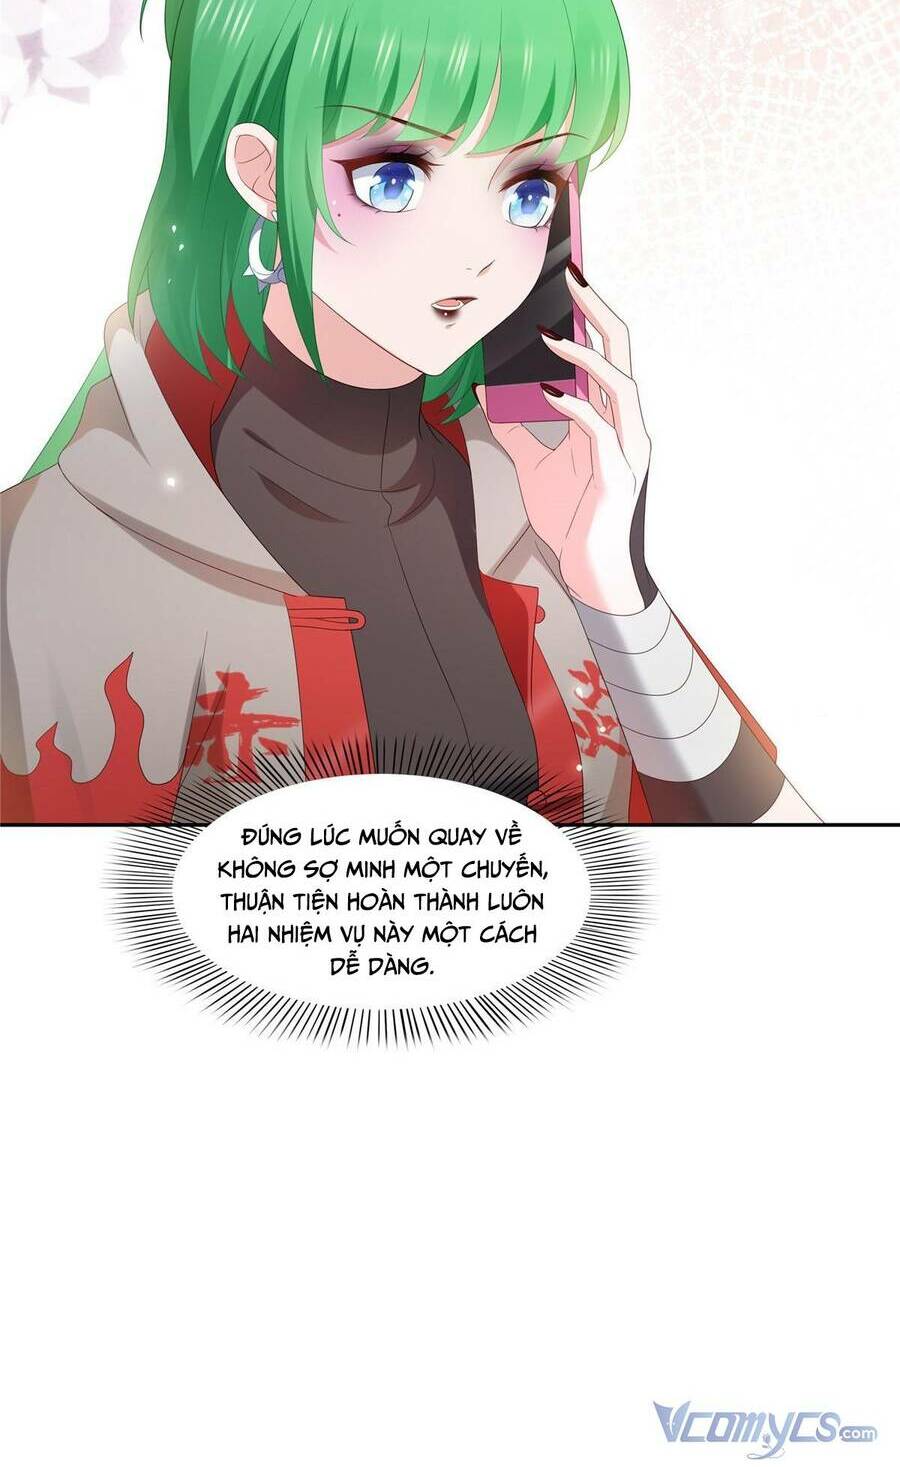 赤
炎
ĐÚNG LÚC MUỐN QUAY VỀ
KHÔNG SỢ MINH MỘT CHUYẾN,
THUẬN TIỆN HOÀN THÀNH LUÔN
HAI NHIỆM VỤ NÀY MỘT CÁCH
DỄ DÀNG.
VCOMYCS.com